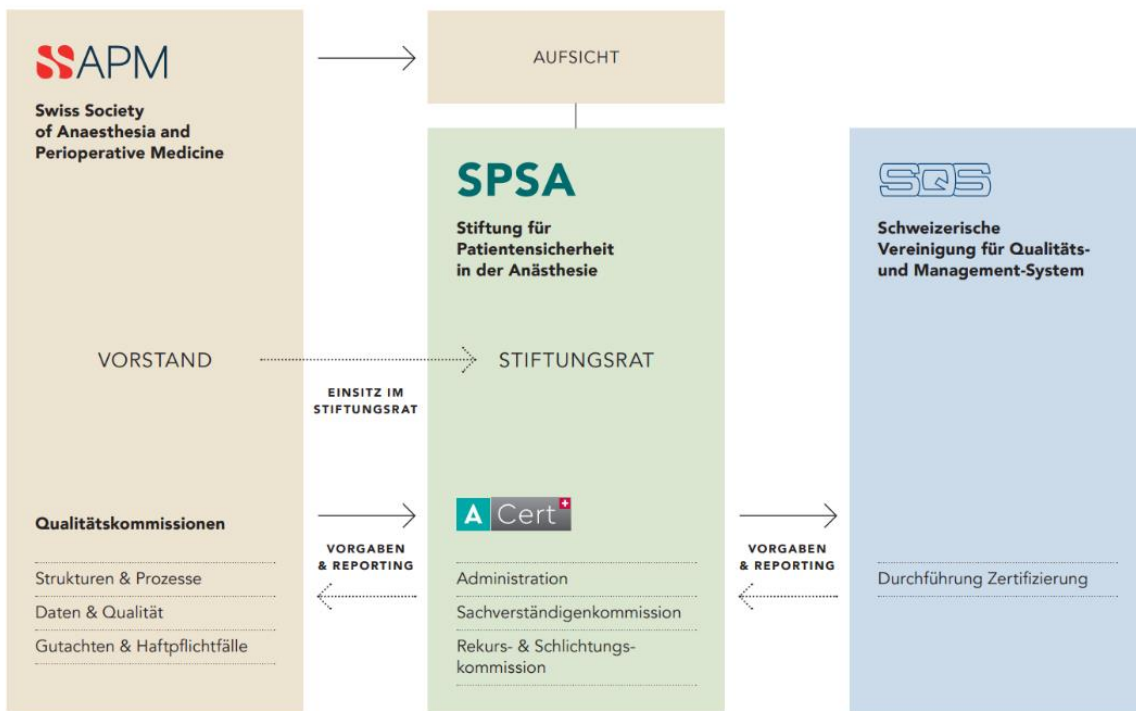 SSAPM
Swiss Society
of Anaesthesia and
Perioperative Medicine
VORSTAND
Qualitätskommissionen
Strukturen & Prozesse
Daten & Qualität
Gutachten & Haftpflichtfälle
EINSITZ IM
STIFTUNGSRAT
VORGABEN
& REPORTING
AUFSICHT
SPSA
Stiftung für
Patientensicherheit
in der Anästhesie
STIFTUNGSRAT
A Cert
Administration
Sachverständigenkommission
Rekurs- & Schlichtungs-
kommission
VORGABEN
& REPORTING
SQS
Schweizerische
Vereinigung für Qualitäts-
und Management-System
Durchführung Zertifizierung